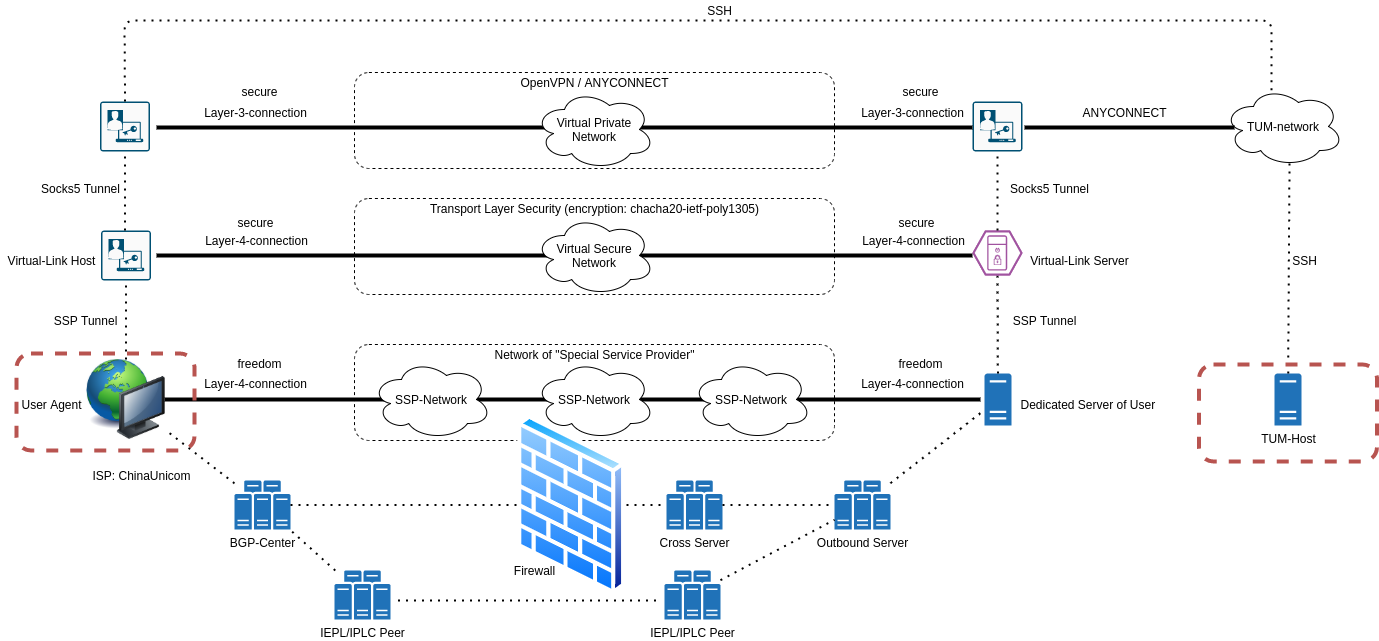 SSH
OpenVPN / ANYCONNECT
secure
Layer-3-connection
Virtual Private
Network
secure
Layer-3-connection
ANYCONNECT
TUM-network
Socks5 Tunnel
Socks5 Tunnel
Transport Layer Security (encryption: chacha20-ietf-poly1305)
secure
Layer-4-connection
Virtual Secure
Network
secure
Layer-4-connection
Virtual-Link Host
Virtual-Link Server
SSH
SSP Tunnel
SSP Tunnel
Network of "Special Service Provider"
freedom
Layer-4-connection
SSP-Network
SSP-Network
SSP-Network
freedom
Layer-4-connection
User Agent
Dedicated Server of User
TUM-Host
ISP: ChinaUnicom
BGP-Center
Firewall
Cross Server
Outbound Server
IEPL/IPLC Peer
IEPL/IPLC Peer